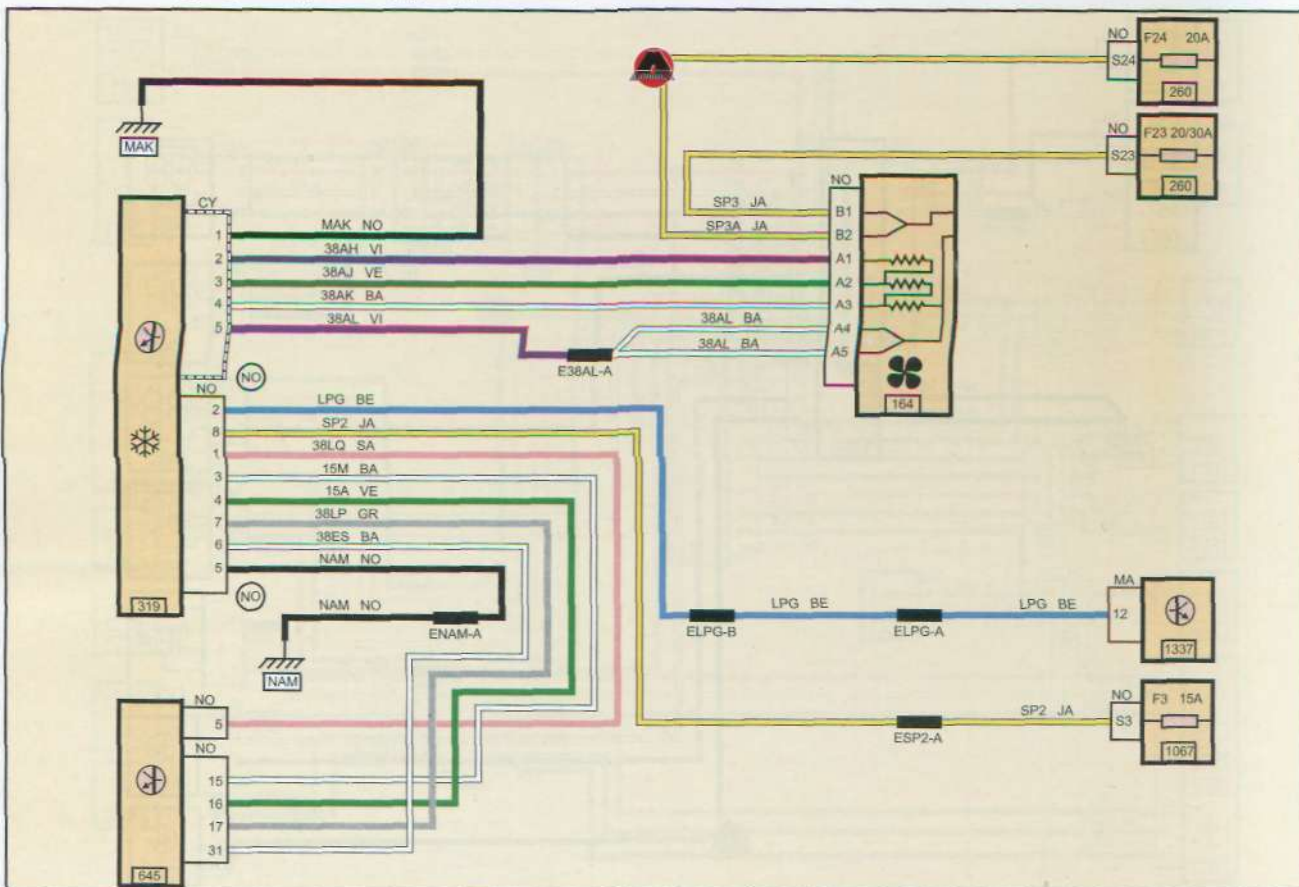 NO
F24 20A
S24
260
MAK
NO
F23 20/30A
S23
260
CY
NO
SP3 JA
B1
SP3A JA
B2
1
MAK NO
2
38AH VI
A1
3
38AJ VE
A2
4
38AK BA
A3
5
38AL VI
38AL BA
A4
38AL BA
A5
E38AL-A
164
NO
NO
2
LPG BE
8
SP2 JA
1
38LQ SA
3
15M BA
4
15A VE
7
38LP GR
6
38ES BA
5
NAM NO
NO
319
NAM NO
ENAM-A
NAM
MA
LPG BE
LPG BE
12
ELPG-B
ELPG-A
1337
NO
5
NO
F3 15A
SP2 JA
S3
ESP2-A
1067
NO
15
16
17
31
645